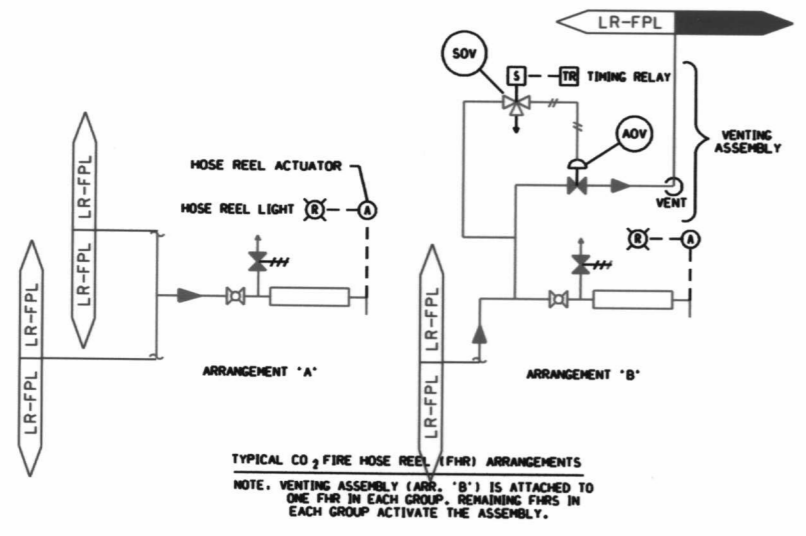 LR-FPL
SOV
S
TR
TIMING RELAY
AOV
VENTING
ASSEMBLY
VENT
HOSE REEL ACTUATOR
HOSE REEL LIGHT
R
A
R
A
LR-FPL
LR-FPL
LR-FPL
LR-FPL
LR-FPL
LR-FPL
ARRANGEMENT "A"
ARRANGEMENT "B"
TYPICAL CO2 FIRE HOSE REEL (FHR) ARRANGEMENTS
NOTE. VENTING ASSEMBLY (ARR. "B") IS ATTACHED TO
ONE FHR IN EACH GROUP. REMAINING FHRS IN
EACH GROUP ACTIVATE THE ASSEMBLY.